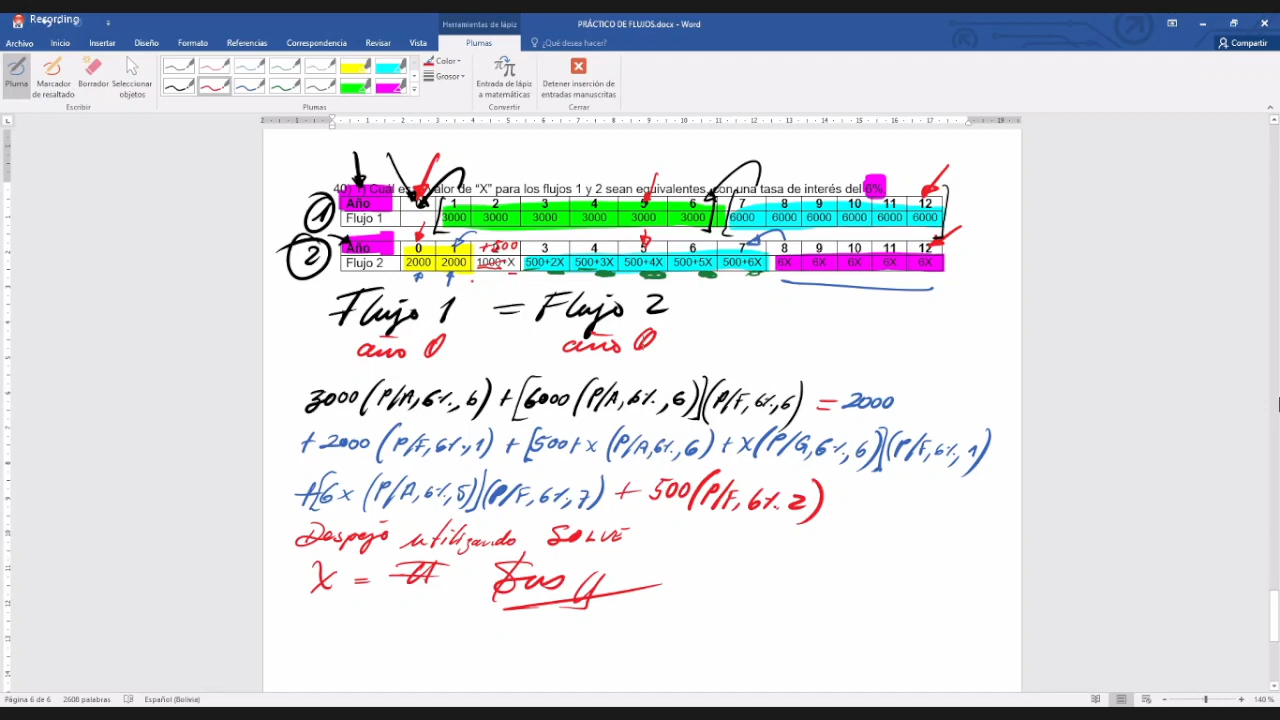 Recording
Herramientas de lápiz
PRÁCTICO DE FLUJOS.docx - Word
Archivo Inicio Insertar Diseño Formato Referencias Correspondencia Revisar Vista Plumas ¿Qué desea hacer? Compartir
Pluma Marcador de resaltado Borrador Seleccionar objetos Color Grosor Entrada de lápiz a matemáticas Detener inserción de entradas manuscritas
Escribir Plumas Convertir Cerrar
40) 1) Cuál es valor de "X" para los flujos 1 y 2 sean equivalentes, con una tasa de interés del 6%.
1 Año 1 2 3 4 5 6 7 8 9 10 11 12
Flujo 1 3000 3000 3000 3000 3000 3000 6000 6000 6000 6000 6000 6000
+500
2 Año 0 1 2 3 4 5 6 7 8 9 10 11 12
Flujo 2 2000 2000 1000+X 500+2X 500+3X 500+4X 500+5X 500+6X 6X 6X 6X 6X 6X
Flujo 1 = Flujo 2
año 0 año 0
3000 (P/A, 6%, 6) + [6000 (P/A, 6%, 6)] (P/F, 6%, 6) = 2000
+ 2000 (P/F, 6%, 1) + [500+x (P/A, 6%, 6) + x (P/G, 6%, 6)] (P/F, 6%, 1)
+[6x (P/A, 6%, 5)] (P/F, 6%, 7) + 500 (P/F, 6%, 2)
Despejo utilizando SOLVE
X = $us
Página 6 de 6 2608 palabras Español (Bolivia) 140 %